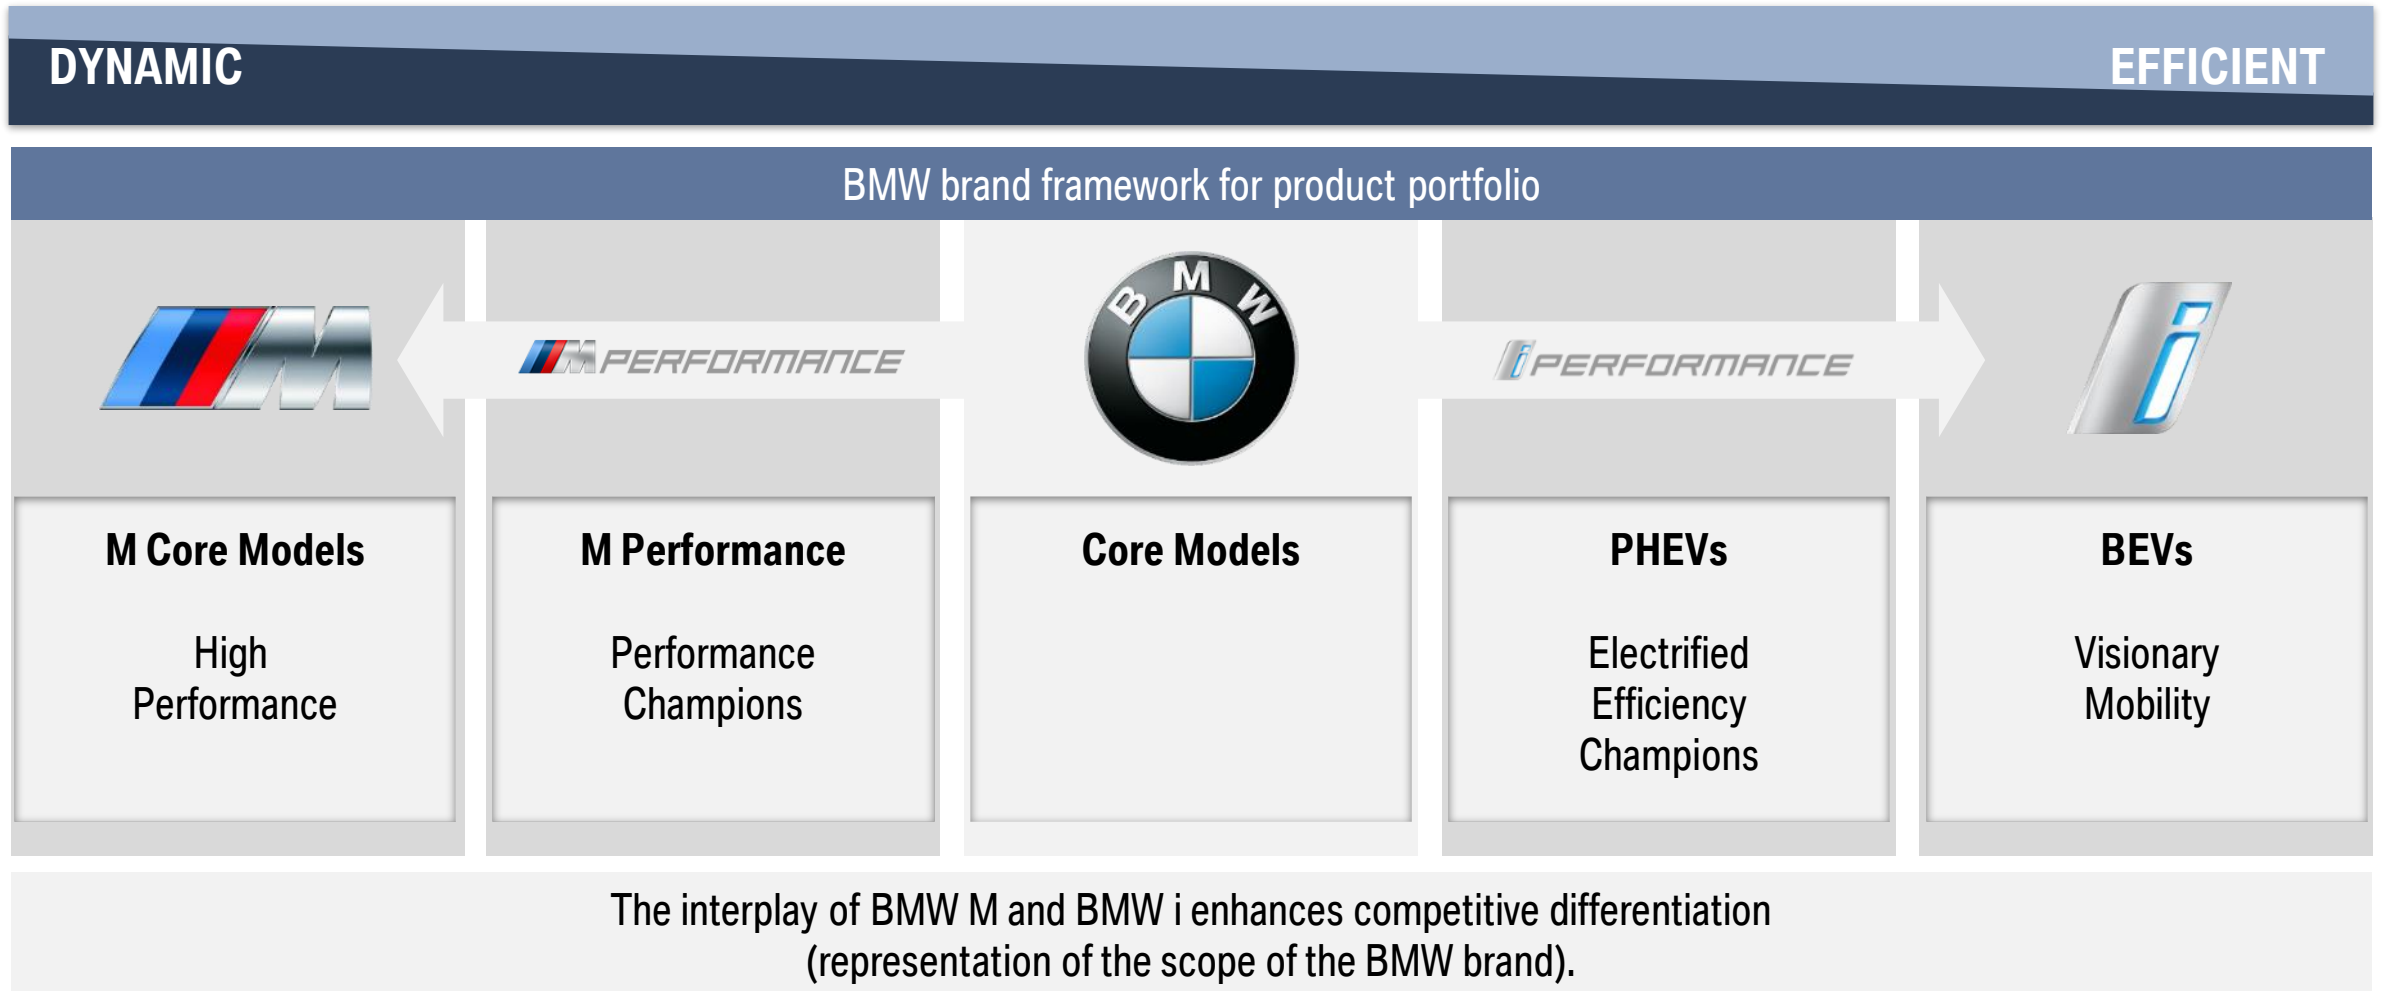 DYNAMIC
EFFICIENT
BMW brand framework for product portfolio
M
M PERFORMANCE
BMW
i PERFORMANCE
i
M Core Models
High
Performance
M Performance
Performance
Champions
Core Models
PHEVs
Electrified
Efficiency
Champions
BEVs
Visionary
Mobility
The interplay of BMW M and BMW i enhances competitive differentiation
(representation of the scope of the BMW brand).